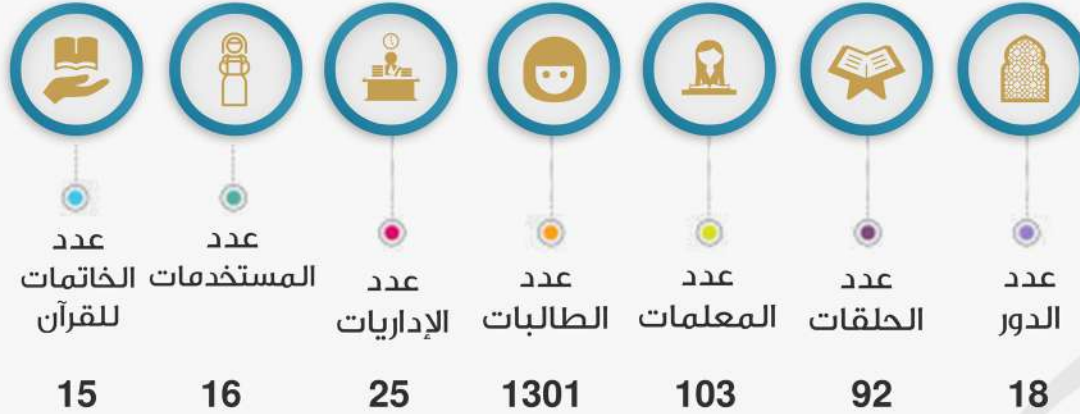 عدد
الدور
18
عدد
الحلقات
92
عدد
المعلمات
103
عدد
الطالبات
1301
عدد
الإداريات
25
عدد
المستخدمات
16
عدد
الخاتمات
للقرآن
15